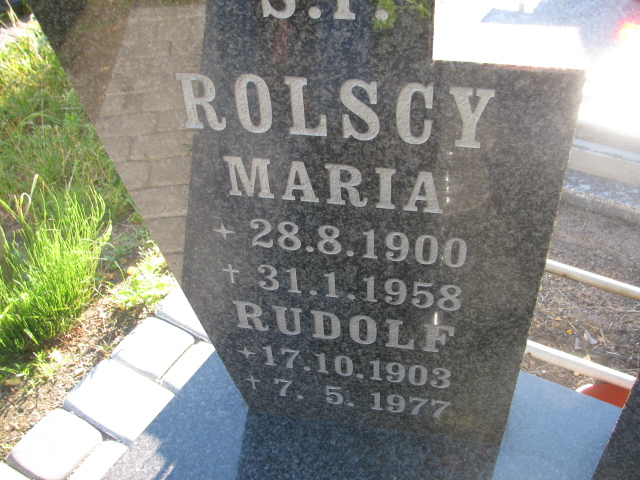 Ś.P.
ROLSCY
MARIA
+ 28.8.1900
† 31.1.1958
RUDOLF
+17.10.1903
† 7. 5. 1977